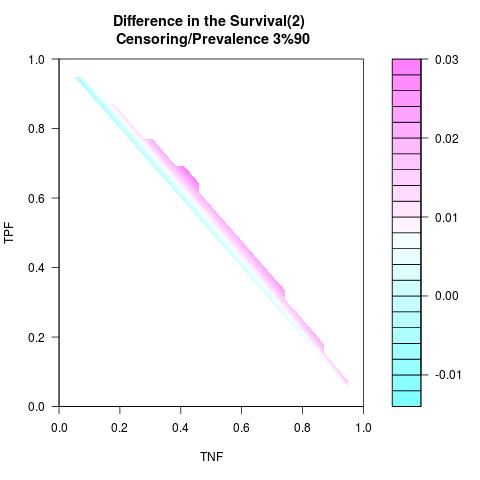 Difference in the Survival(2)
Censoring/Prevalence 3%90
1.0
0.8
0.6
0.4
0.2
0.0
TPF
0.0 0.2 0.4 0.6 0.8 1.0
TNF
0.03
0.02
0.01
0.00
-0.01